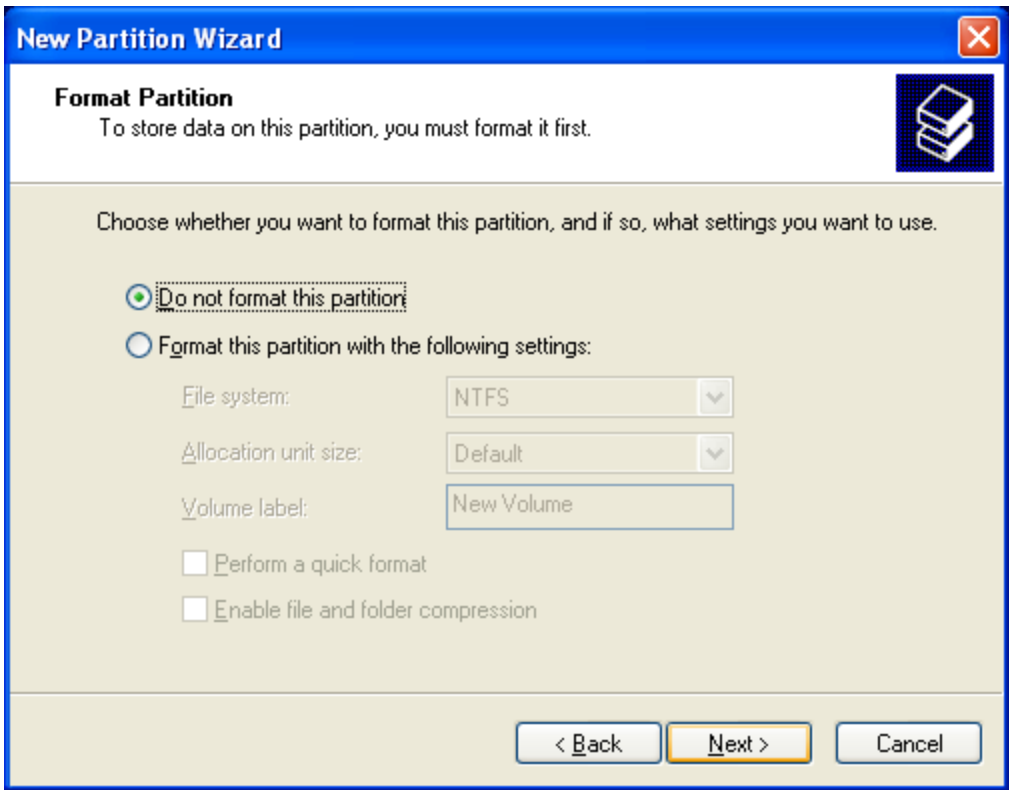 New Partition Wizard
Format Partition
To store data on this partition, you must format it first.
Choose whether you want to format this partition, and if so, what settings you want to use.
Do not format this partition
Format this partition with the following settings:
File system: NTFS
Allocation unit size: Default
Volume label: New Volume
Perform a quick format
Enable file and folder compression
< Back Next > Cancel